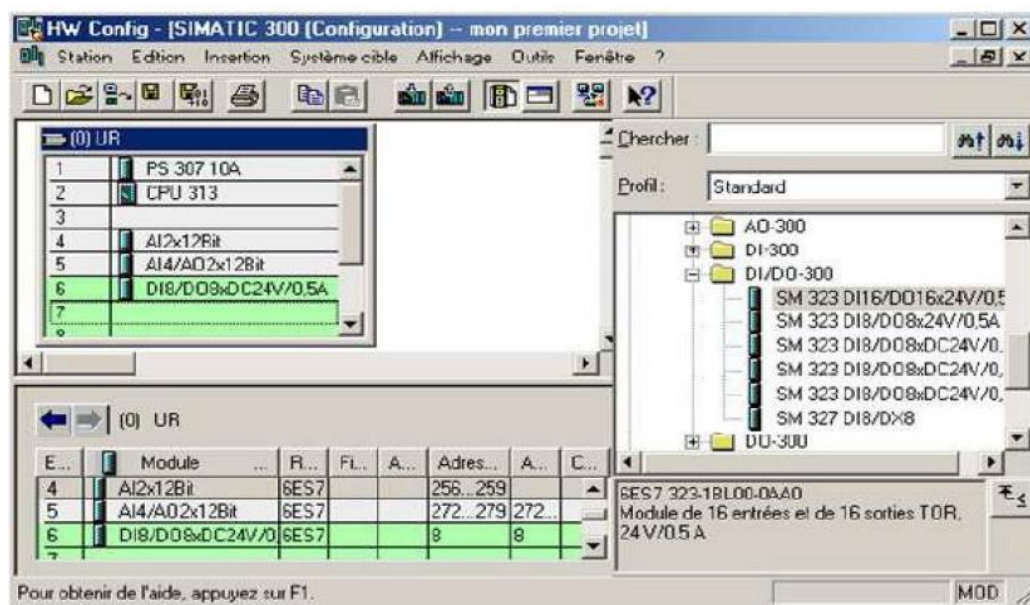 HW Config - [SIMATIC 300 (Configuration) -- mon premier projet]
Station Edition Insertion Système cible Affichage Outils Fenêtre ?
(0) UR
1 PS 307 10A
2 CPU 313
3
4 AI2x12Bit
5 AI4/AO2x12Bit
6 DI8/DO8xDC24V/0,5A
7
8
Chercher :
Profil : Standard
AO-300
DI-300
DI/DO-300
SM 323 DI16/DO16x24V/0,5
SM 323 DI8/DO8x24V/0,5A
SM 323 DI8/DO8xDC24V/0,
SM 323 DI8/DO8xDC24V/0,
SM 323 DI8/DO8xDC24V/0,
SM 327 DI8/DX8
DO-300
(0) UR
E... Module ... R... Fi... A... Adres... A... C...
4 AI2x12Bit 6ES7 256...259
5 AI4/AO2x12Bit 6ES7 272...279 272...
6 DI8/DO8xDC24V/0, 6ES7 8 8
7
6ES7 323-1BL00-0AA0
Module de 16 entrées et de 16 sorties TOR,
24 V/0.5 A
Pour obtenir de l'aide, appuyez sur F1.
MOD